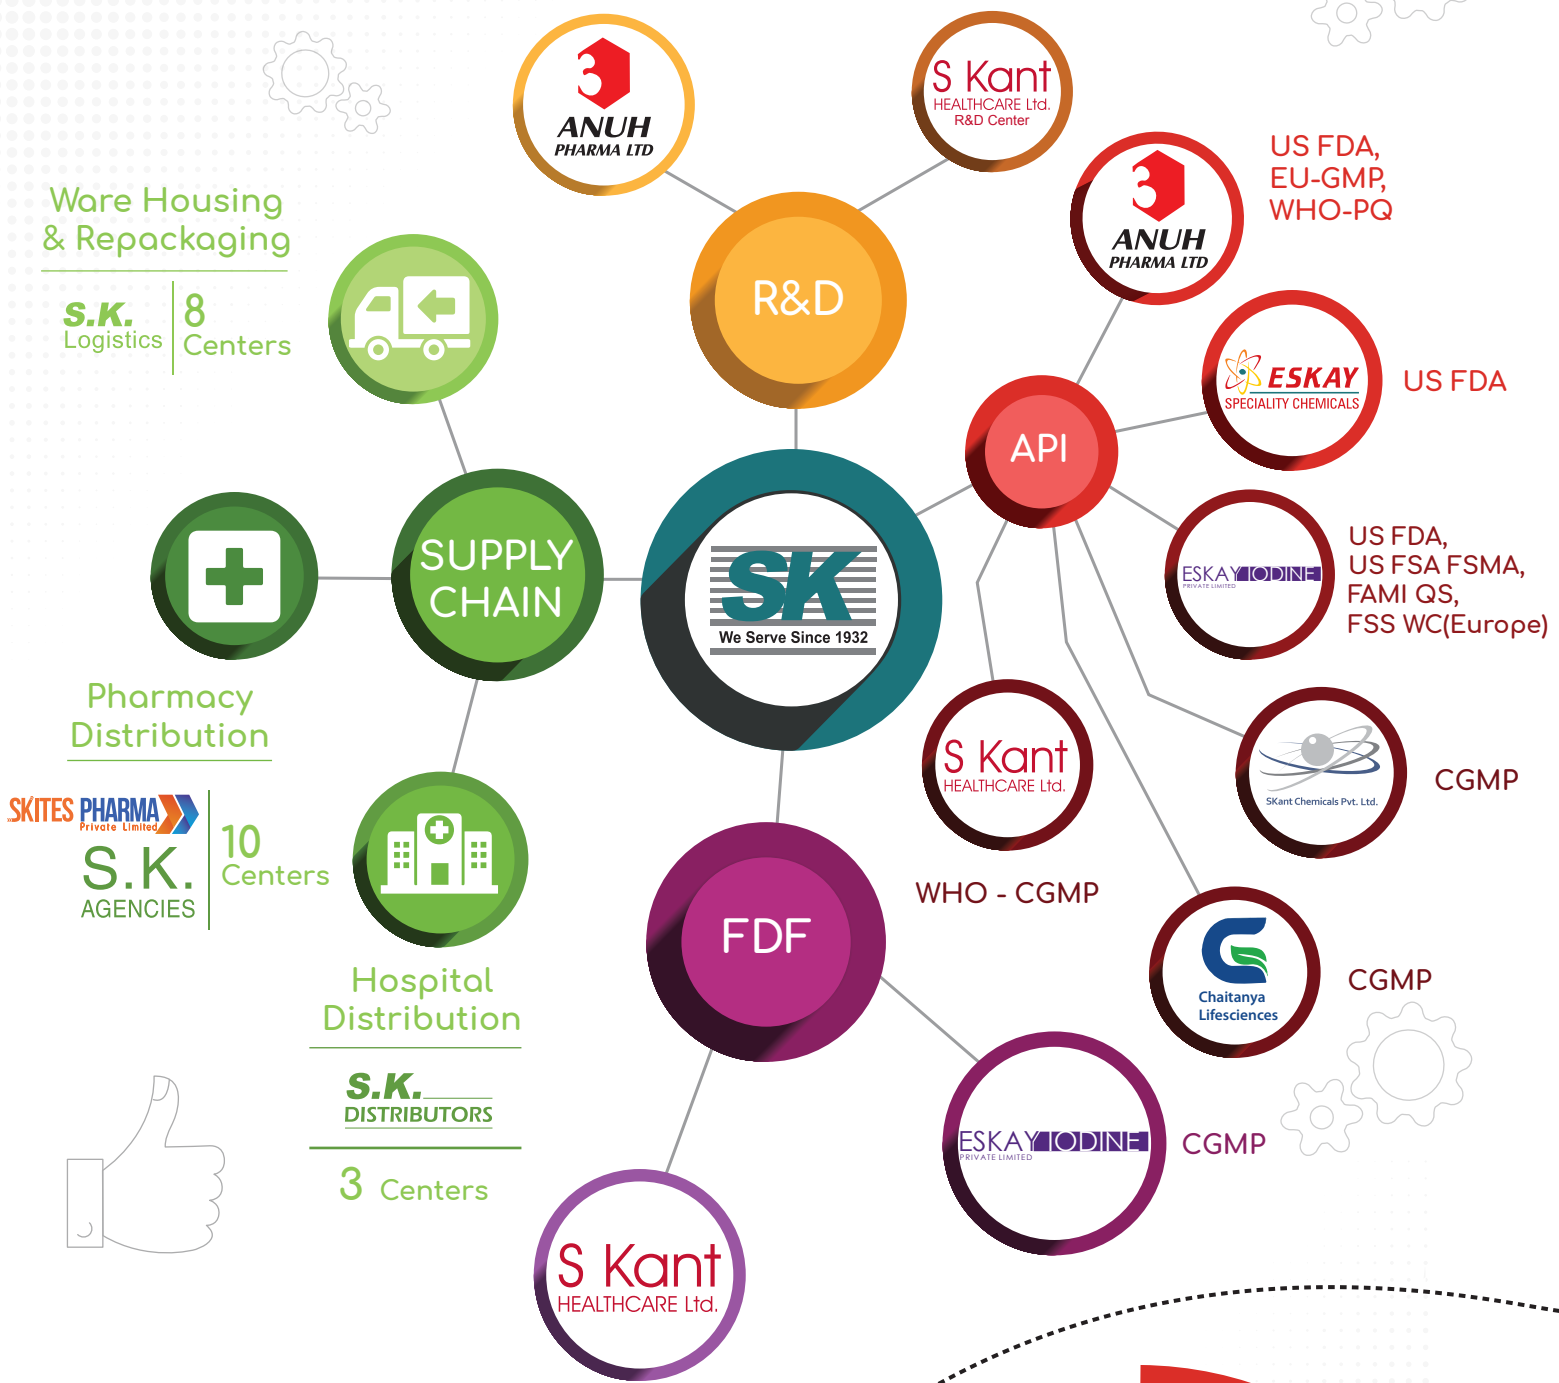 3
ANUH
PHARMA LTD
S Kant
HEALTHCARE Ltd.
R&D Center
R&D
3
ANUH
PHARMA LTD
US FDA,
EU-GMP,
WHO-PQ
ESKAY
SPECIALITY CHEMICALS
US FDA
API
ESKAY IODINE
PRIVATE LIMITED
US FDA,
US FSA FSMA,
FAMI QS,
FSS WC(Europe)
SKant Chemicals Pvt. Ltd.
CGMP
Chaitanya
Lifesciences
CGMP
S Kant
HEALTHCARE Ltd.
WHO - CGMP
SK
We Serve Since 1932
Ware Housing
& Repackaging
S.K.
Logistics
8
Centers
SUPPLY
CHAIN
Pharmacy
Distribution
SKITES PHARMA
Private Limited
S.K.
AGENCIES
10
Centers
Hospital
Distribution
S.K.
DISTRIBUTORS
3 Centers
FDF
ESKAY IODINE
PRIVATE LIMITED
CGMP
S Kant
HEALTHCARE Ltd.